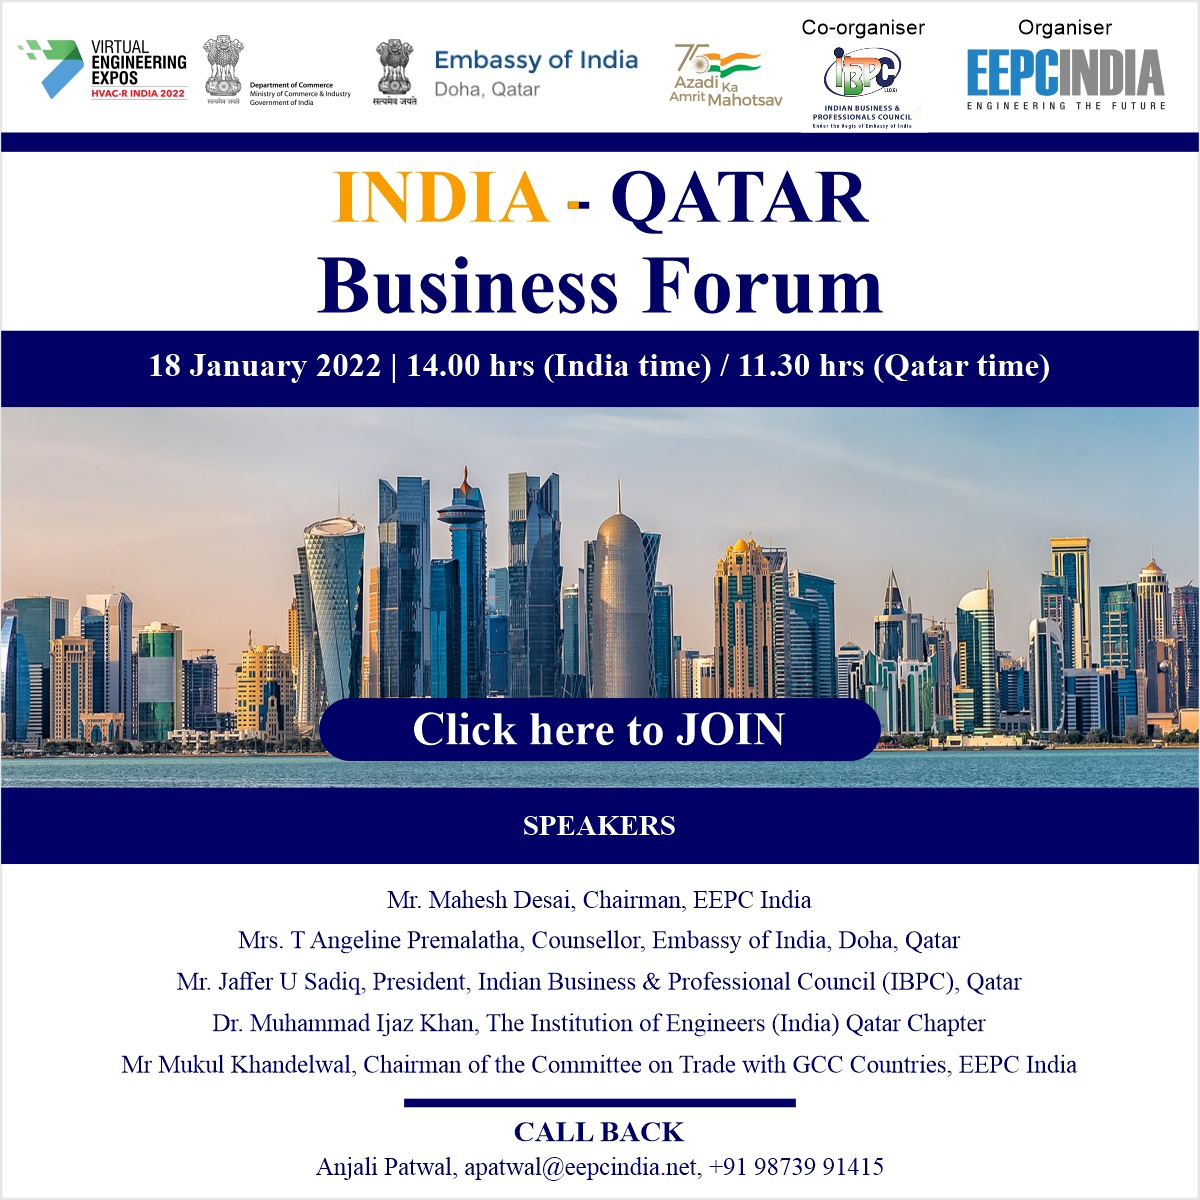 VIRTUAL
ENGINEERING
EXPOS
HVAC-R INDIA 2022
सत्यमेव जयते
Department of Commerce
Ministry of Commerce & Industry
Government of India
सत्यमेव जयते
Embassy of India
Doha, Qatar
75
Azadi Ka
Amrit Mahotsav
Co-organiser
IBPC
INDIAN BUSINESS &
PROFESSIONALS COUNCIL
Under the Aegis of Embassy of India
Organiser
EEPCINDIA
ENGINEERING THE FUTURE
INDIA - QATAR
Business Forum
18 January 2022 | 14.00 hrs (India time) / 11.30 hrs (Qatar time)
Click here to JOIN
SPEAKERS
Mr. Mahesh Desai, Chairman, EEPC India
Mrs. T Angeline Premalatha, Counsellor, Embassy of India, Doha, Qatar
Mr. Jaffer U Sadiq, President, Indian Business & Professional Council (IBPC), Qatar
Dr. Muhammad Ijaz Khan, The Institution of Engineers (India) Qatar Chapter
Mr Mukul Khandelwal, Chairman of the Committee on Trade with GCC Countries, EEPC India
CALL BACK
Anjali Patwal, apatwal@eepcindia.net, +91 98739 91415